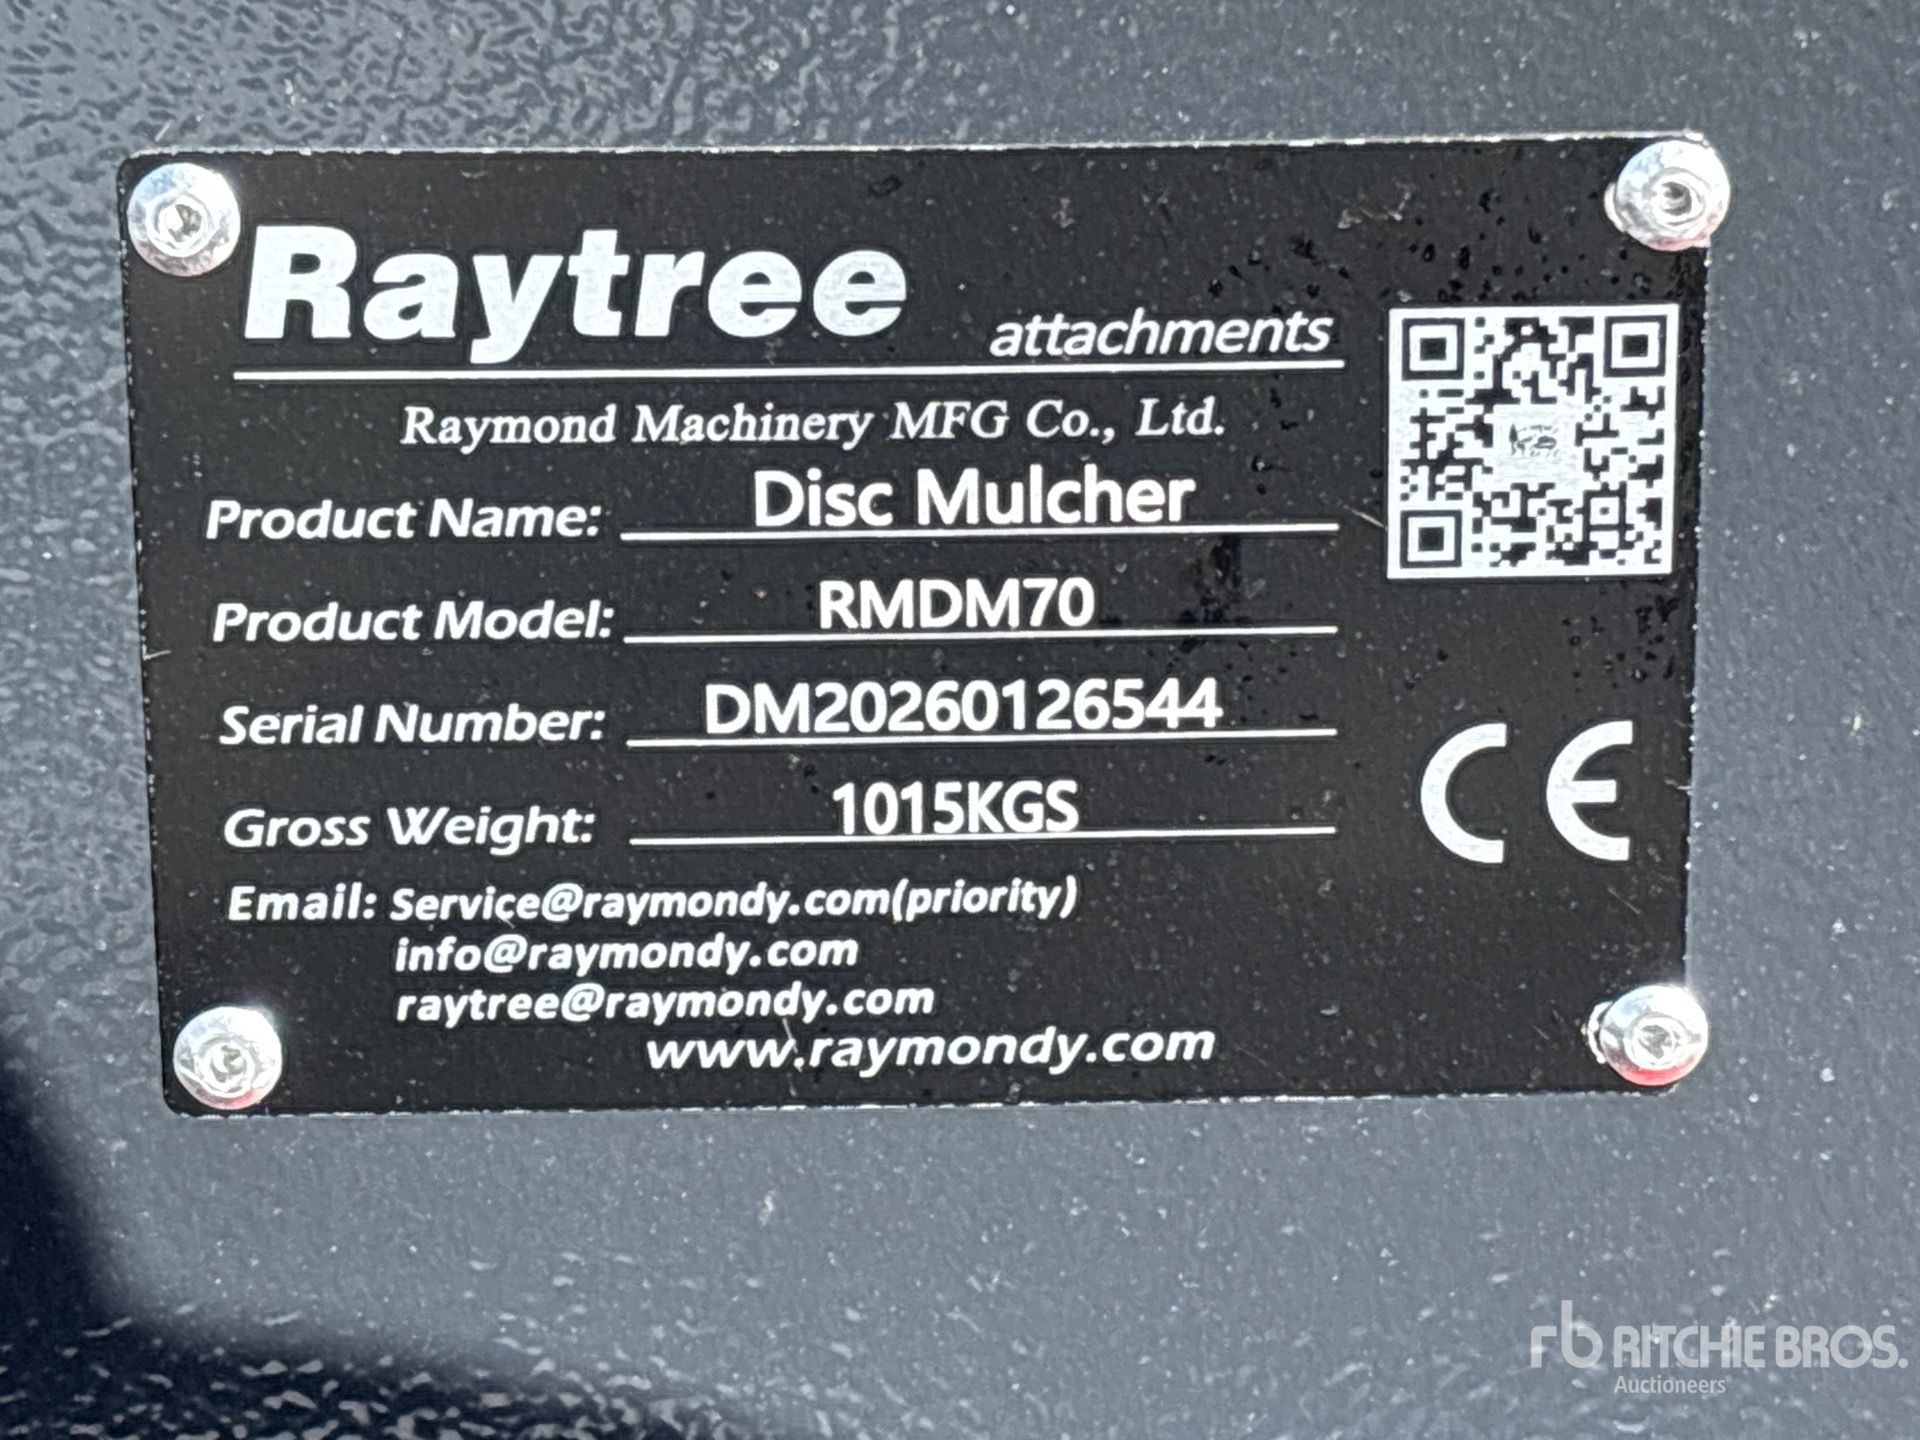 Raytree attachments
Raymond Machinery MFG Co., Ltd.
Product Name: Disc Mulcher
Product Model: RMDM70
Serial Number: DM20260126544
Gross Weight: 1015KGS
CE
Email: Service@raymondy.com(priority)
info@raymondy.com
raytree@raymondy.com
www.raymondy.com
rb RITCHIE BROS.
Auctioneers